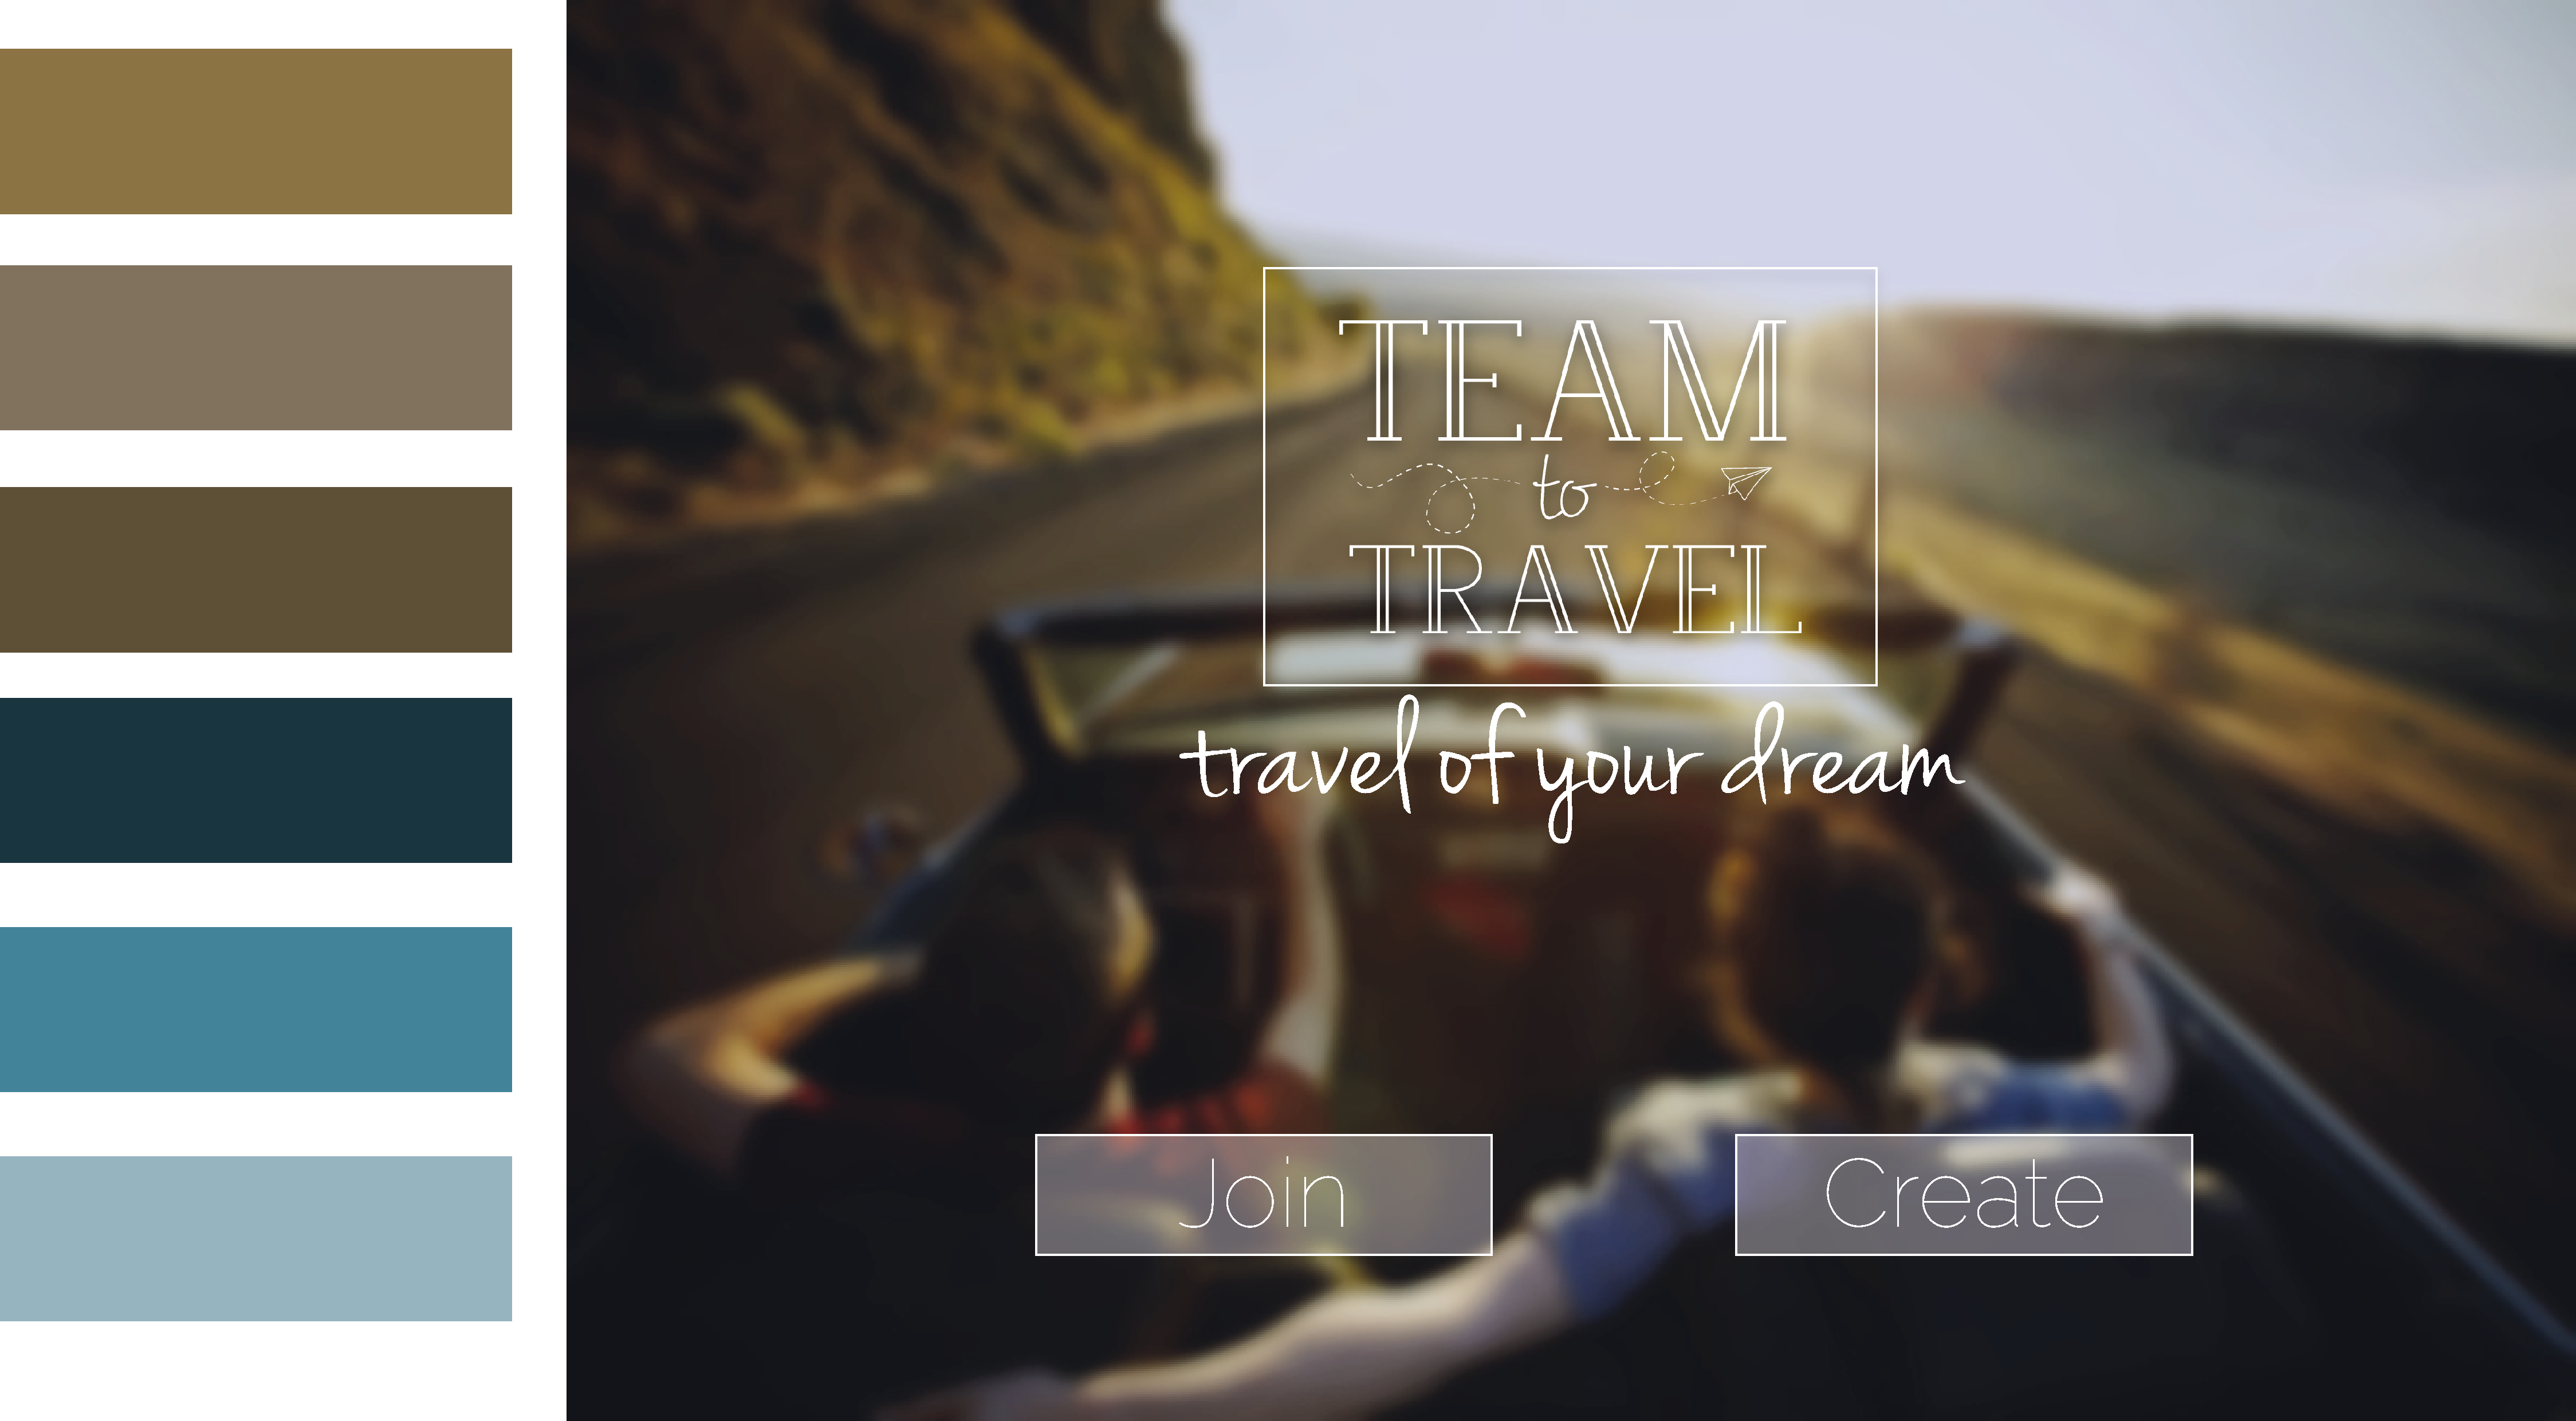 TEAM
to
TRAVEL
travel of your dream
Join
Create